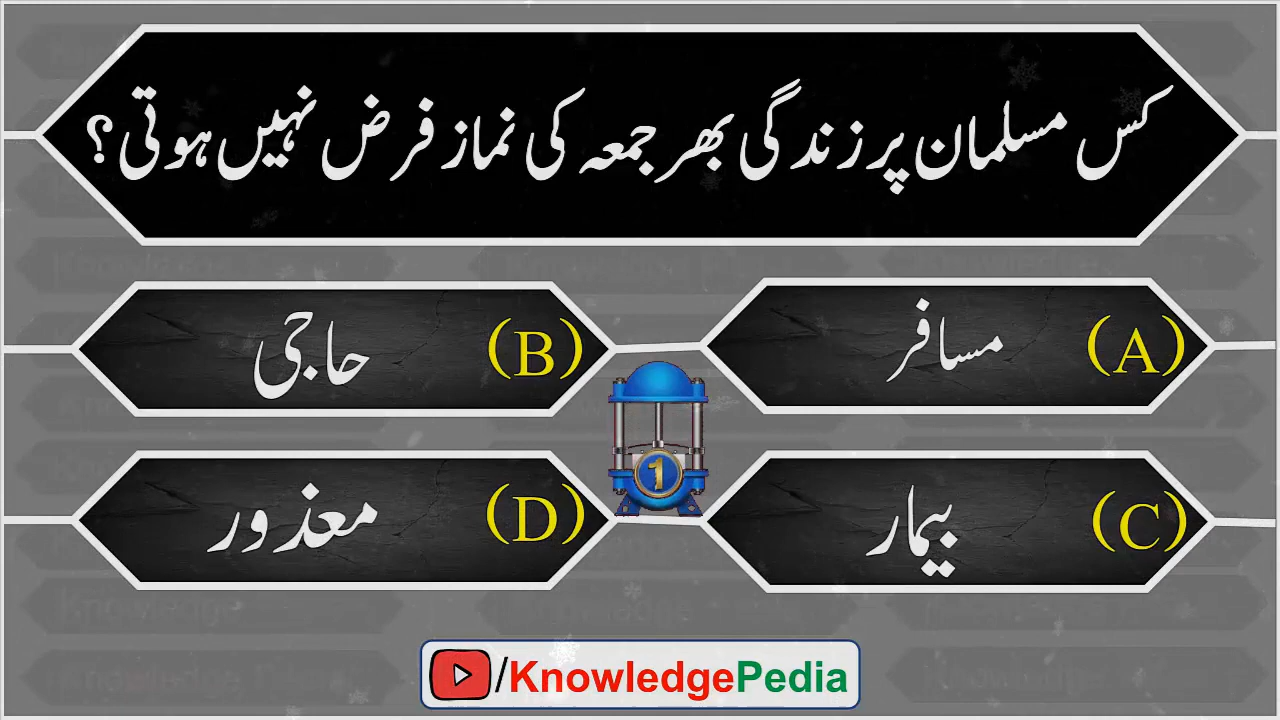 کس مسلمان پر زندگی بھر جمعہ کی نماز فرض نہیں ہوتی؟
(A) مسافر
(B) حاجی
(C) بیمار
(D) معذور
1
/KnowledgePedia